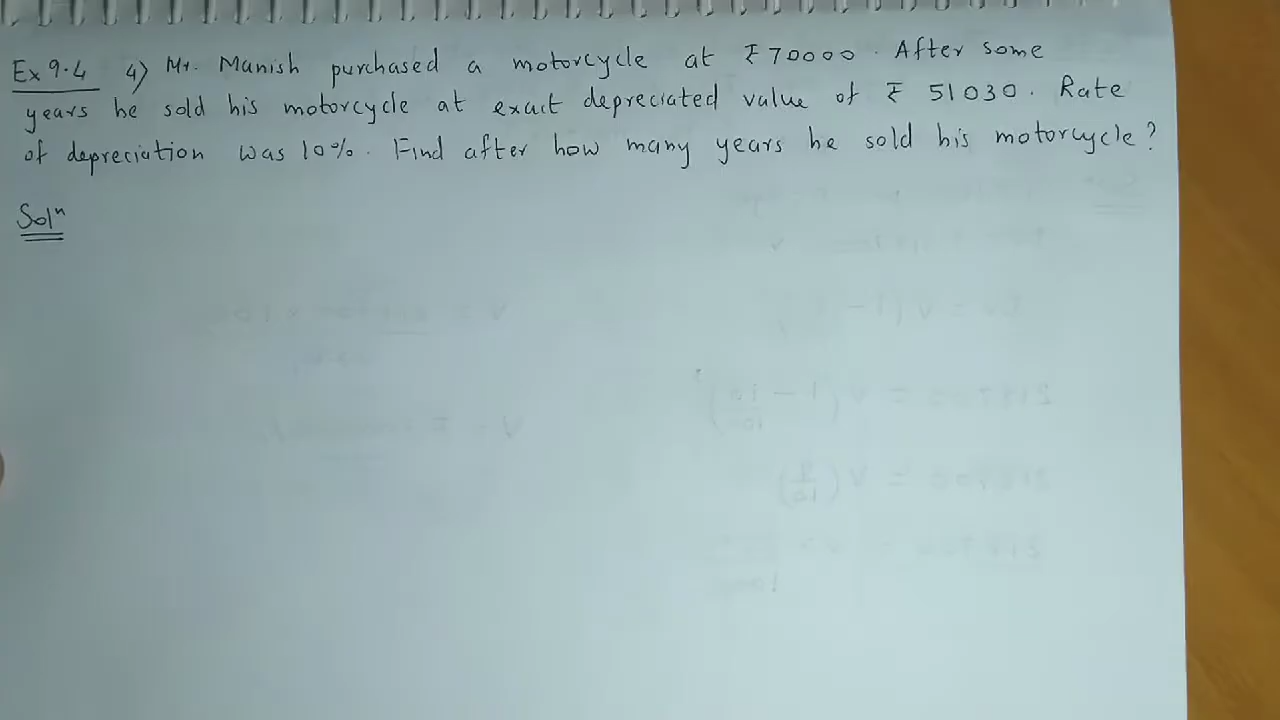 Ex 9.4 4) Mr. Manish purchased a motorcycle at ₹ 70000. After some
years he sold his motorcycle at exact depreciated value of ₹ 51030. Rate
of depreciation was 10%. Find after how many years he sold his motorcycle?
Solⁿ